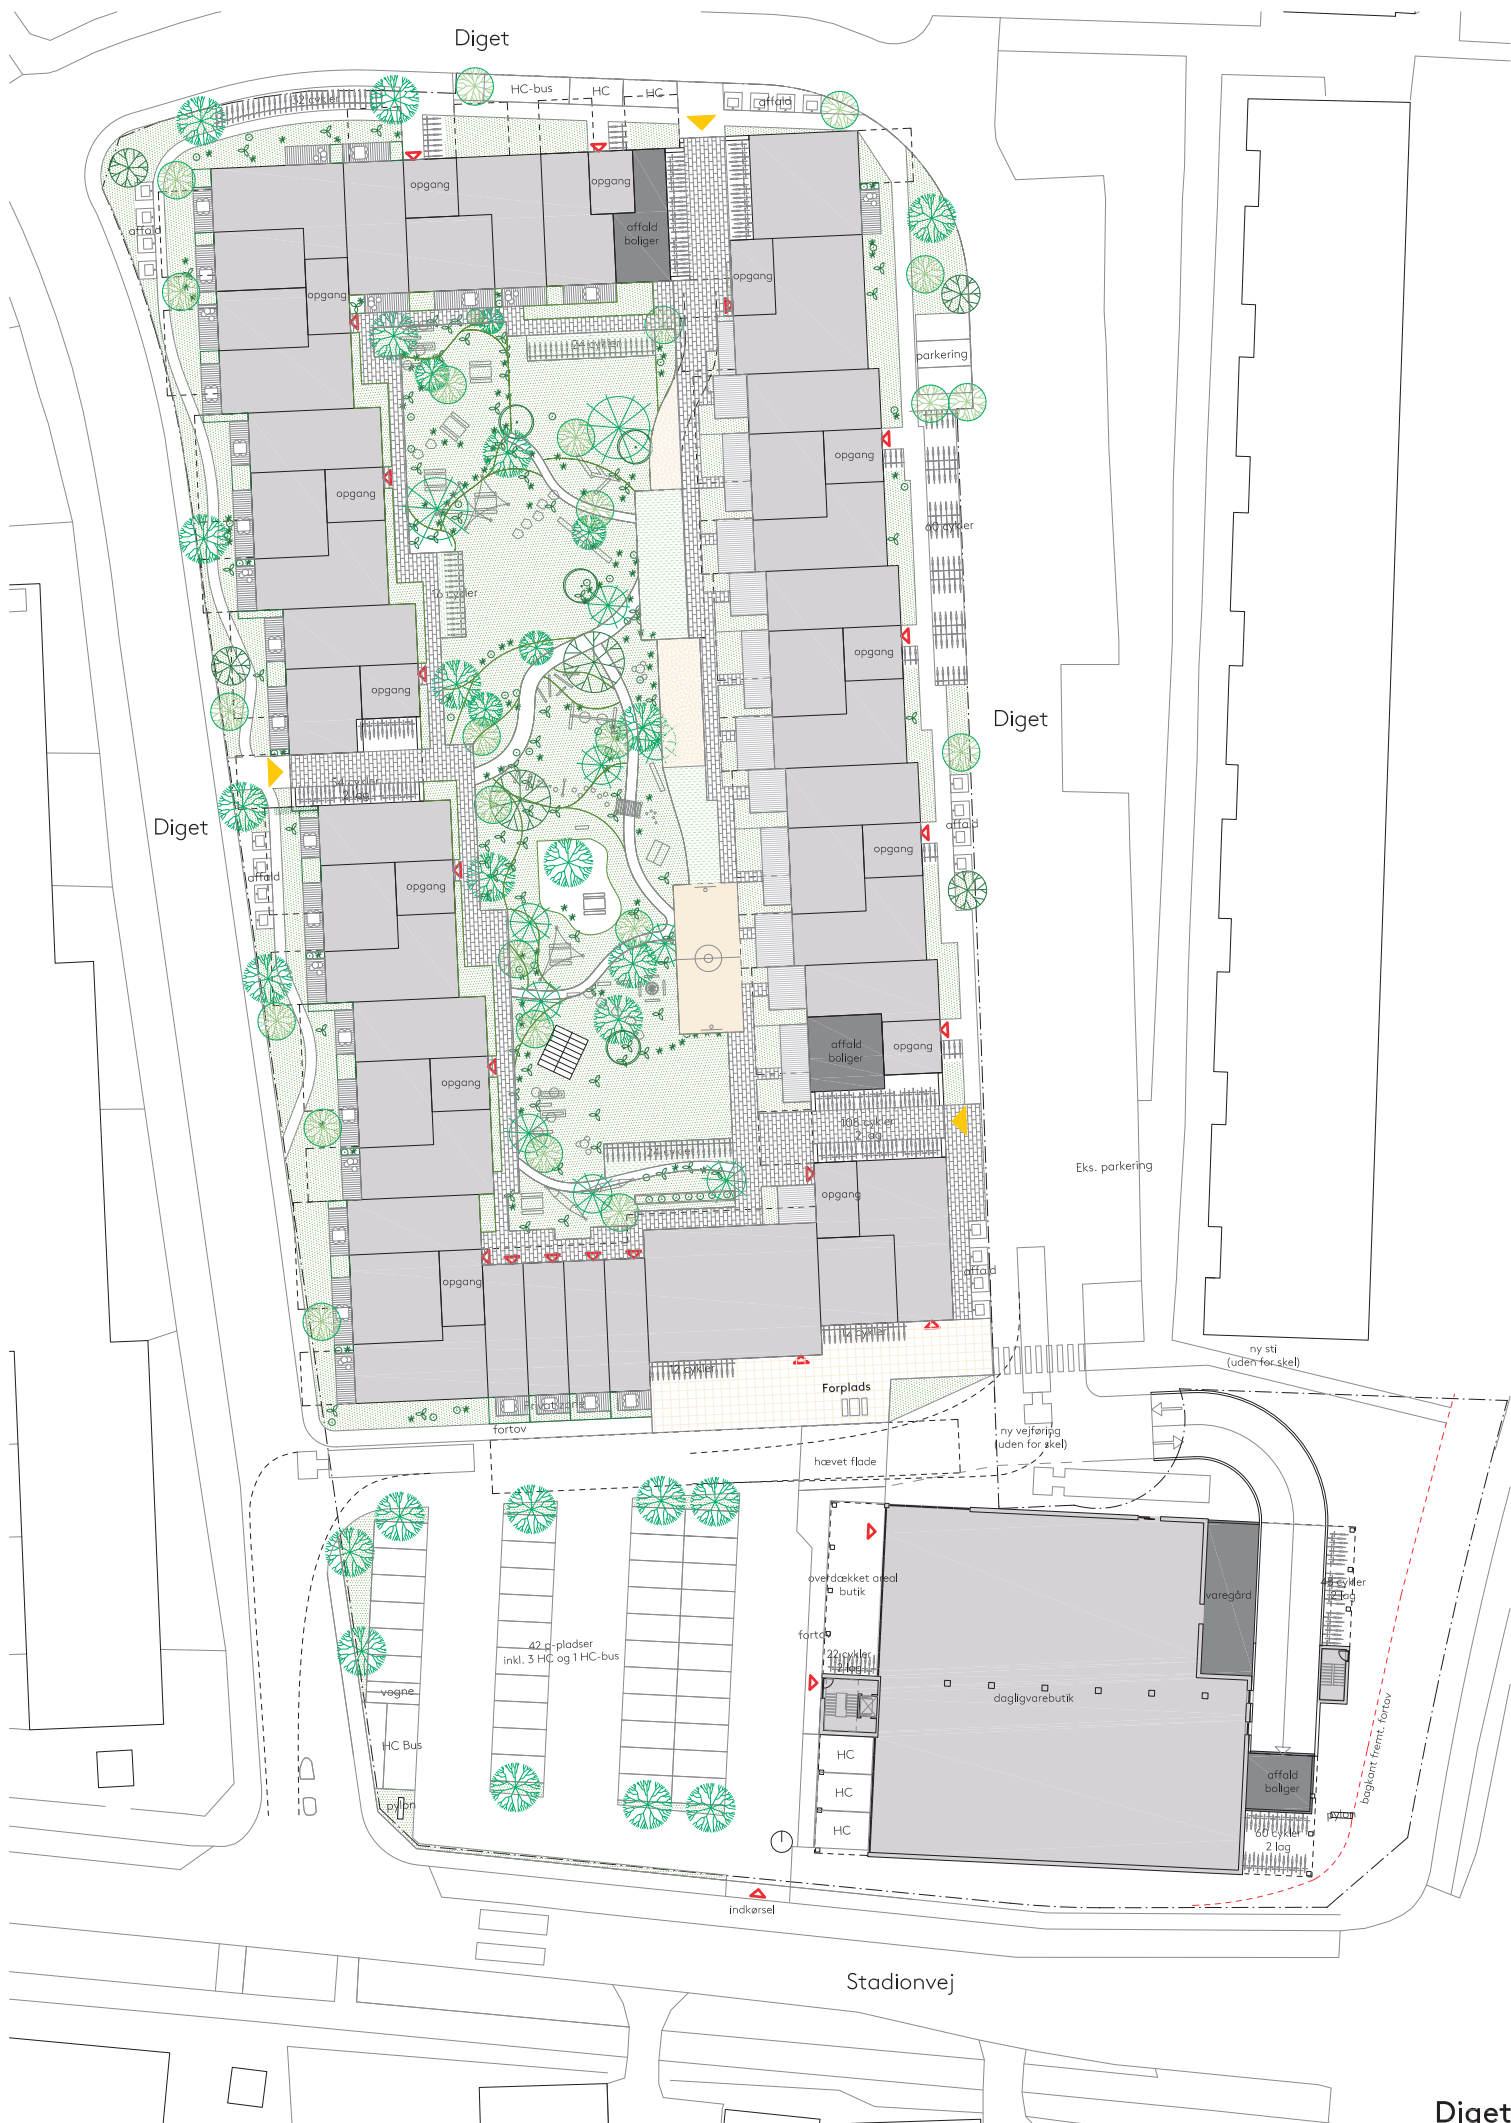 Diget
HC-bus
HC
HC
affald
32 cykler
opgang
opgang
affald
boliger
affald
opgang
opgang
24 cykler
parkering
opgang
opgang
60 cykler
16 cykler
opgang
opgang
Diget
54 cykler
2 lag
Diget
affald
opgang
affald
opgang
affald
boliger
opgang
opgang
108 cykler
2 lag
24 cykler
Eks. parkering
opgang
affald
opgang
12 cykler
12 cykler
ny sti
(uden for skel)
Forplads
Privat zone
fortov
ny vejføring
(uden for skel)
hævet flade
overdækket areal
butik
varegård
48 cykler
2 lag
fortov
42 p-pladser
inkl. 3 HC og 1 HC-bus
22 cykler
2 lag
vogne
dagligvarebutik
HC Bus
HC
HC
HC
bagkant fremt. fortov
affald
boliger
pylon
pylon
60 cykler
2 lag
indkørsel
Stadionvej
Diget